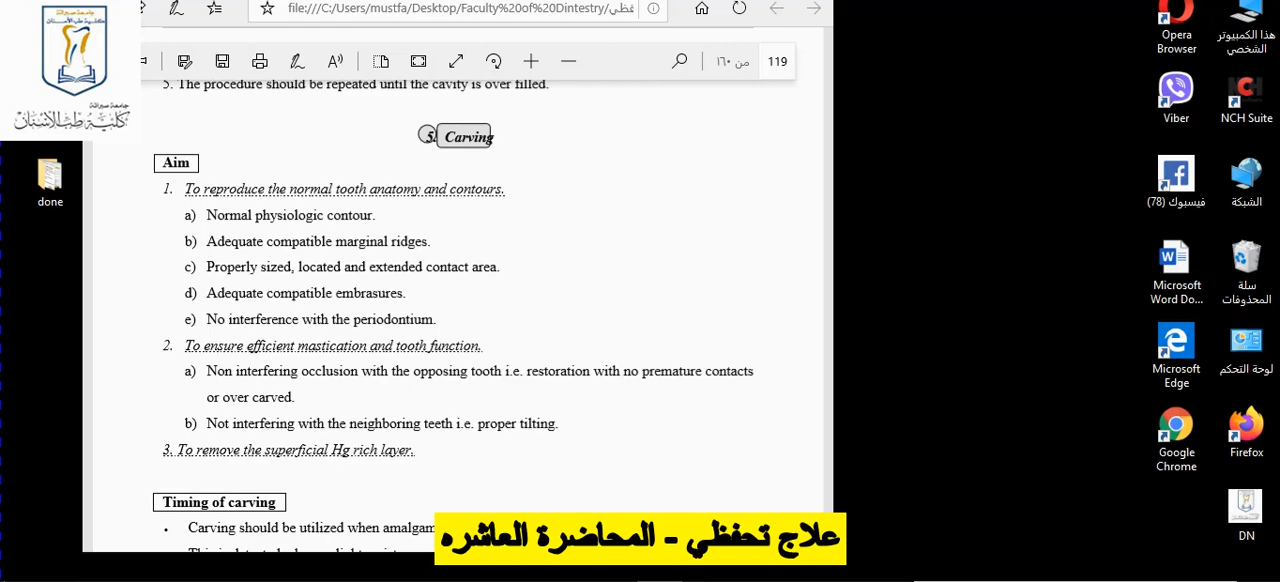 file:///C:/Users/mustfa/Desktop/Faculty%20of%20Dintestry/
119
من ١٦٠
5. The procedure should be repeated until the cavity is over filled.
5. Carving
Aim
1. To reproduce the normal tooth anatomy and contours.
a) Normal physiologic contour.
b) Adequate compatible marginal ridges.
c) Properly sized, located and extended contact area.
d) Adequate compatible embrasures.
e) No interference with the periodontium.
2. To ensure efficient mastication and tooth function.
a) Non interfering occlusion with the opposing tooth i.e. restoration with no premature contacts
or over carved.
b) Not interfering with the neighboring teeth i.e. proper tilting.
3. To remove the superficial Hg rich layer.
Timing of carving
• Carving should be utilized when amalgam
علاج تحفظي - المحاضرة العاشره
جامعة صبراتة
كلية طب الأسنان
done
Opera
Browser
هذا الكمبيوتر
الشخصي
Viber
NCH Suite
فيسبوك (78)
الشبكة
Microsoft
Word Do...
سلة
المحذوفات
Microsoft
Edge
لوحة التحكم
Google
Chrome
Firefox
DN